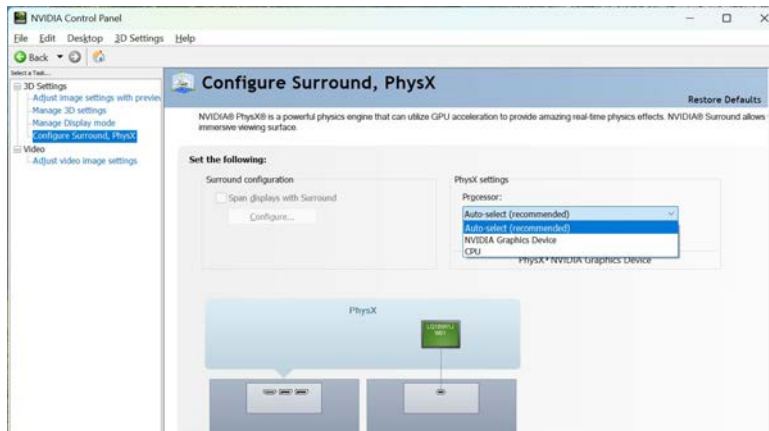 NVIDIA Control Panel
File Edit Desktop 3D Settings Help
Back
Select a Task...
3D Settings
Adjust image settings with preview
Manage 3D settings
Manage Display mode
Configure Surround, PhysX
Video
Adjust video image settings
Configure Surround, PhysX
Restore Defaults
NVIDIA® PhysX® is a powerful physics engine that can utilize GPU acceleration to provide amazing real-time physics effects. NVIDIA® Surround allows
immersive viewing surface.
Set the following:
Surround configuration
Span displays with Surround
Configure...
PhysX settings
Processor:
Auto-select (recommended)
Auto-select (recommended)
NVIDIA Graphics Device
CPU
PhysX • NVIDIA Graphics Device
PhysX